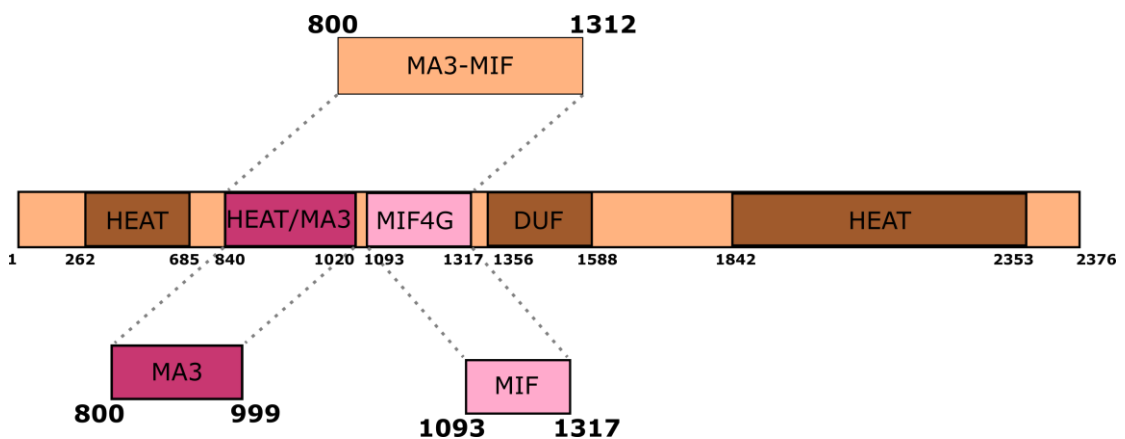 800 1312
MA3-MIF
HEAT HEAT/MA3 MIF4G DUF HEAT
1 262 685 840 1020 1093 1317 1356 1588 1842 2353 2376
MA3 MIF
800 999 1093 1317